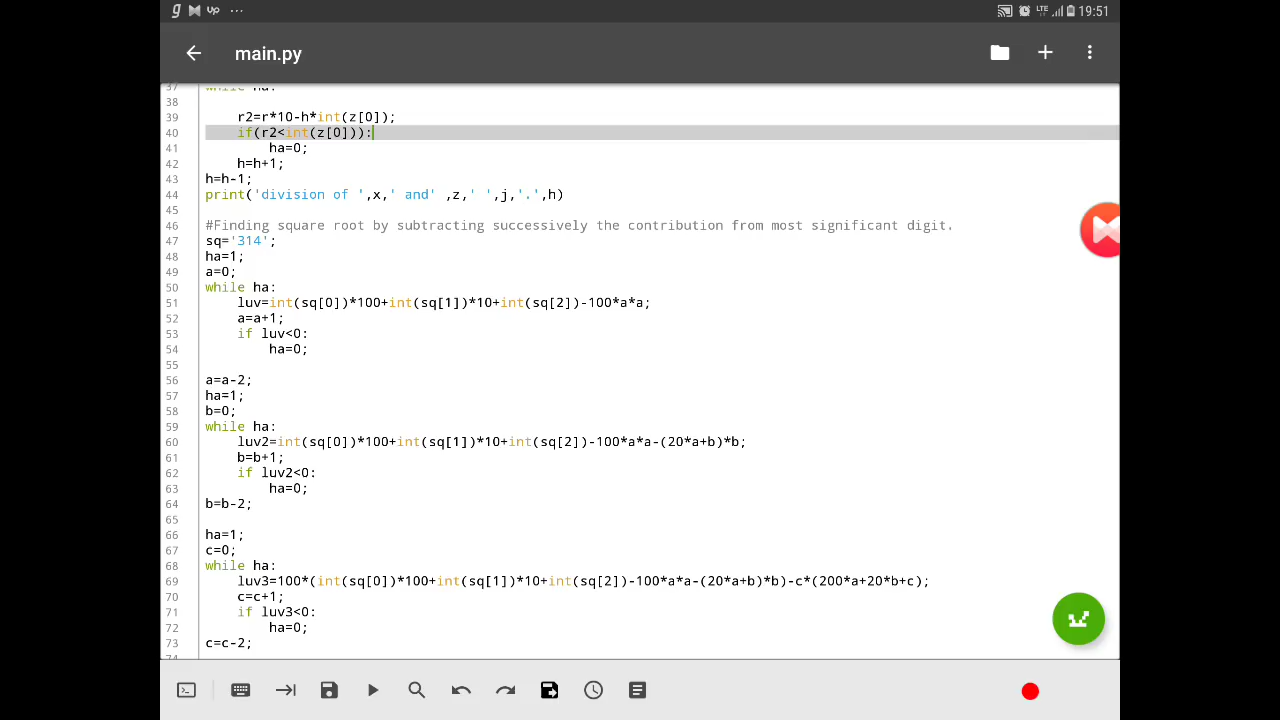 g UP ... LTE 19:51
main.py
37 while ha:
38
39 r2=r*10-h*int(z[0]);
40 if(r2<int(z[0])):
41 ha=0;
42 h=h+1;
43 h=h-1;
44 print('division of ',x,' and' ,z,' ',j,'.',h)
45
46 #Finding square root by subtracting successively the contribution from most significant digit.
47 sq='314';
48 ha=1;
49 a=0;
50 while ha:
51 luv=int(sq[0])*100+int(sq[1])*10+int(sq[2])-100*a*a;
52 a=a+1;
53 if luv<0:
54 ha=0;
55
56 a=a-2;
57 ha=1;
58 b=0;
59 while ha:
60 luv2=int(sq[0])*100+int(sq[1])*10+int(sq[2])-100*a*a-(20*a+b)*b;
61 b=b+1;
62 if luv2<0:
63 ha=0;
64 b=b-2;
65
66 ha=1;
67 c=0;
68 while ha:
69 luv3=100*(int(sq[0])*100+int(sq[1])*10+int(sq[2])-100*a*a-(20*a+b)*b)-c*(200*a+20*b+c);
70 c=c+1;
71 if luv3<0:
72 ha=0;
73 c=c-2;
74